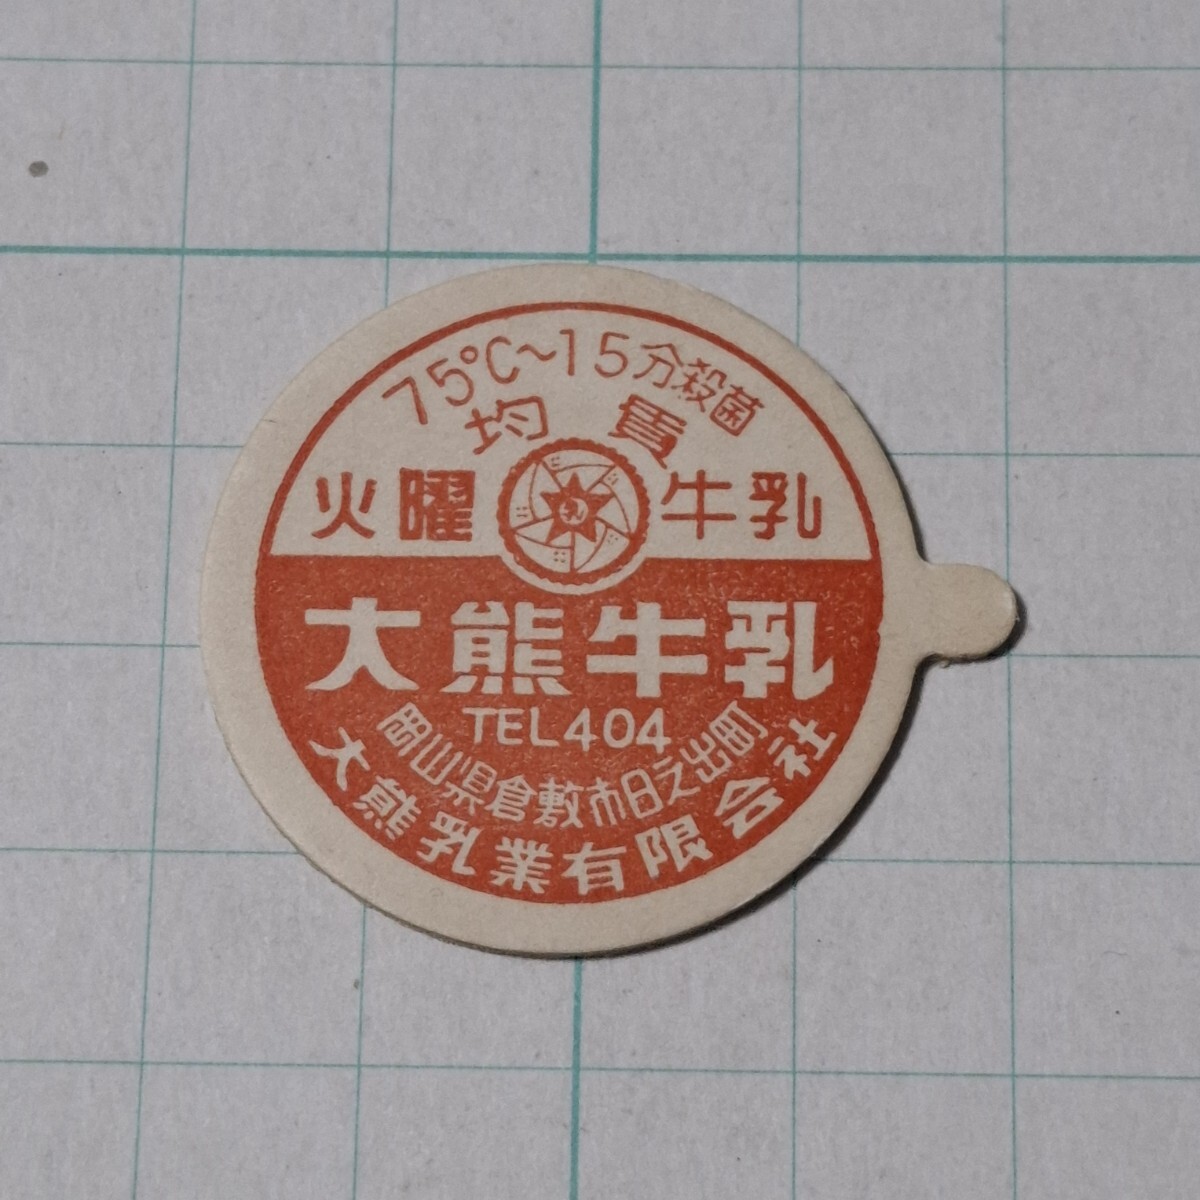 75℃~15分殺菌
均質
火曜 牛乳
乳
大熊牛乳
TEL404
岡山県倉敷市日之出町
大熊乳業有限会社